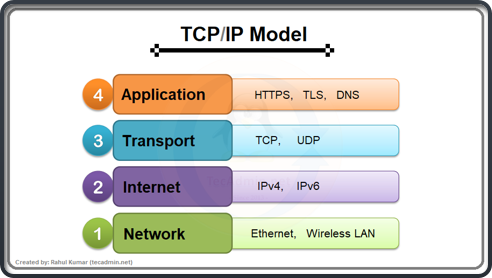 TCP/IP Model
4 Application HTTPS, TLS, DNS
3 Transport TCP, UDP
2 Internet IPv4, IPv6
1 Network Ethernet, Wireless LAN
Created by: Rahul Kumar (tecadmin.net)